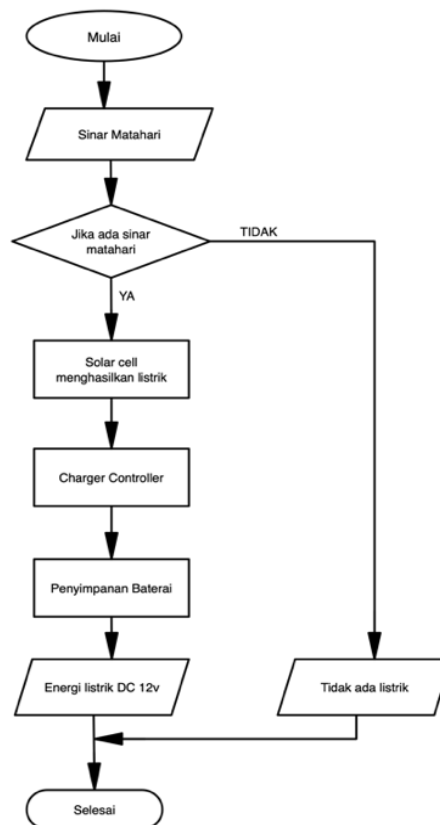 Mulai
Sinar Matahari
Jika ada sinar
matahari
TIDAK
YA
Solar cell
menghasilkan listrik
Charger Controller
Penyimpanan Baterai
Energi listrik DC 12v
Tidak ada listrik
Selesai